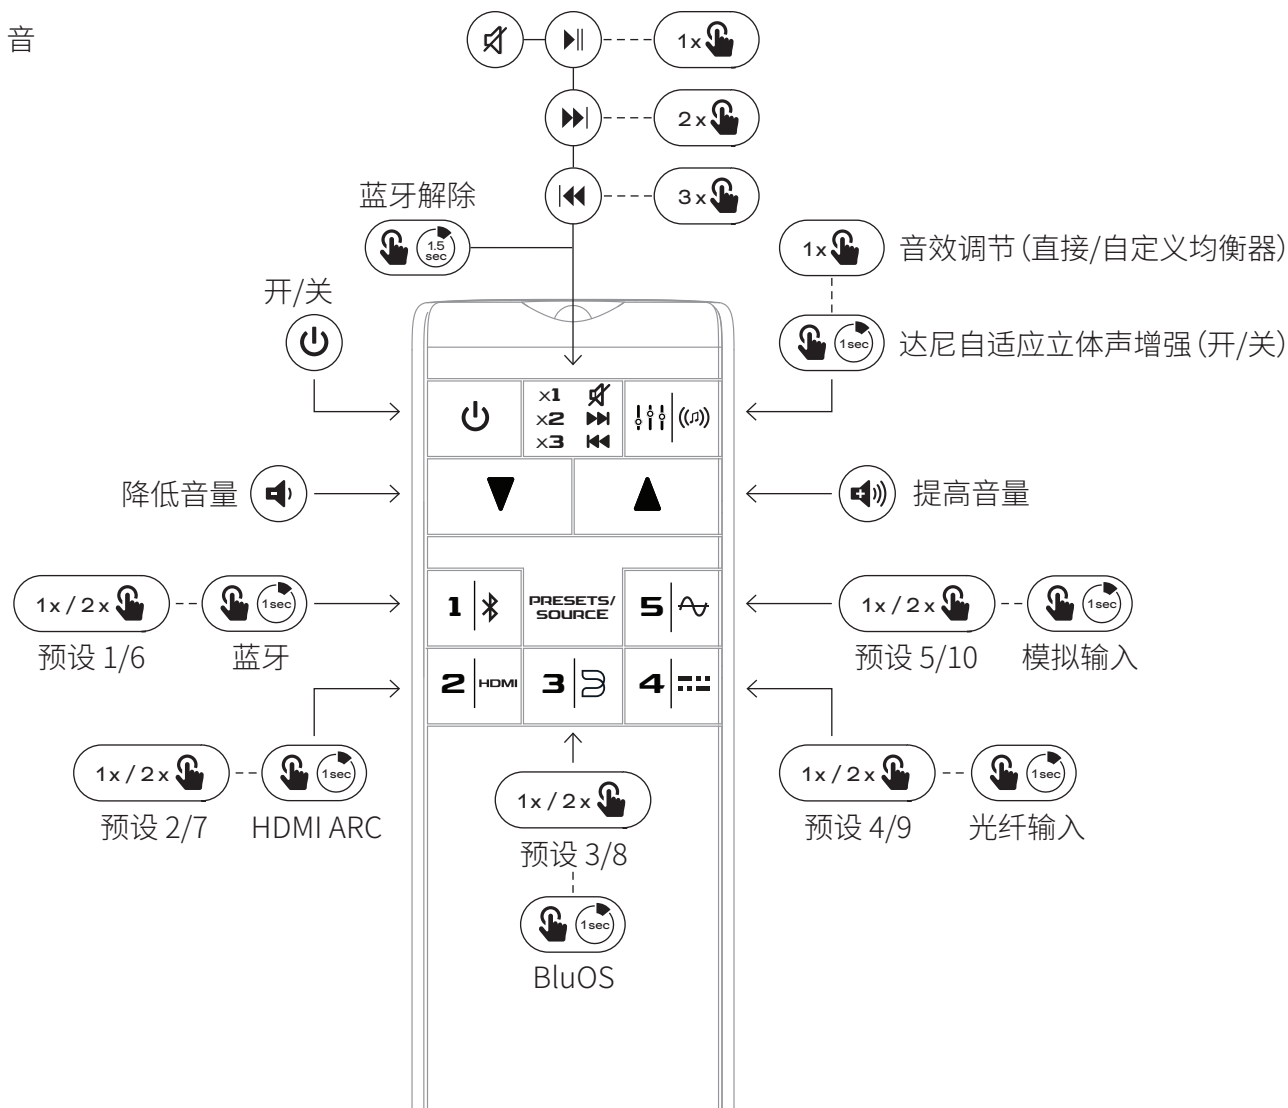 音
1x
2x
3x
蓝牙解除
1.5 sec
1x 音效调节（直接/自定义均衡器）
开/关
1sec 达尼自适应立体声增强（开/关）
×1
×2
×3
降低音量
提高音量
1x / 2x 1sec
1 PRESETS/ 5
SOURCE
1x / 2x 1sec
预设 1/6 蓝牙
预设 5/10 模拟输入
2 HDMI 3 4
1x / 2x 1sec
1x / 2x
1x / 2x 1sec
预设 2/7 HDMI ARC
预设 3/8
预设 4/9 光纤输入
1sec
BluOS